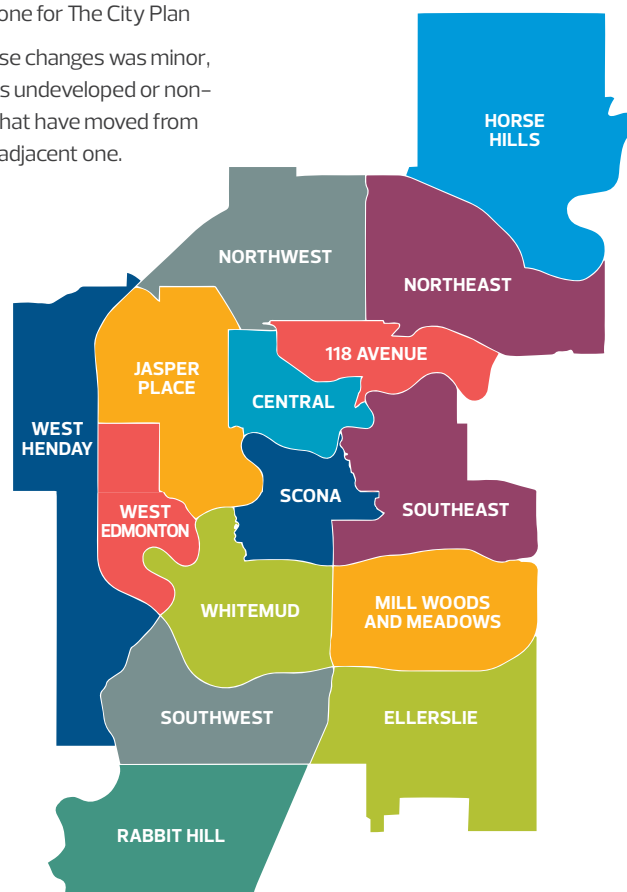 one for The City Plan
se changes was minor,
s undeveloped or non-
hat have moved from
adjacent one.
HORSE
HILLS
NORTHWEST
NORTHEAST
118 AVENUE
JASPER
PLACE
CENTRAL
WEST
HENDAY
SCONA
WEST
EDMONTON
SOUTHEAST
WHITEMUD
MILL WOODS
AND MEADOWS
SOUTHWEST
ELLERSLIE
RABBIT HILL